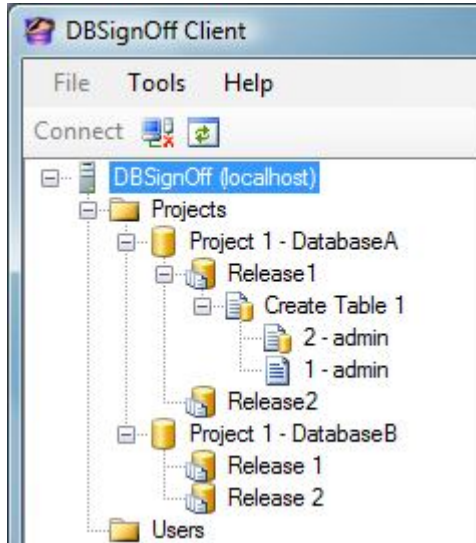 DBSignOff Client
File Tools Help
Connect
DBSignOff (localhost)
Projects
Project 1 - DatabaseA
Release1
Create Table 1
2 - admin
1 - admin
Release2
Project 1 - DatabaseB
Release 1
Release 2
Users